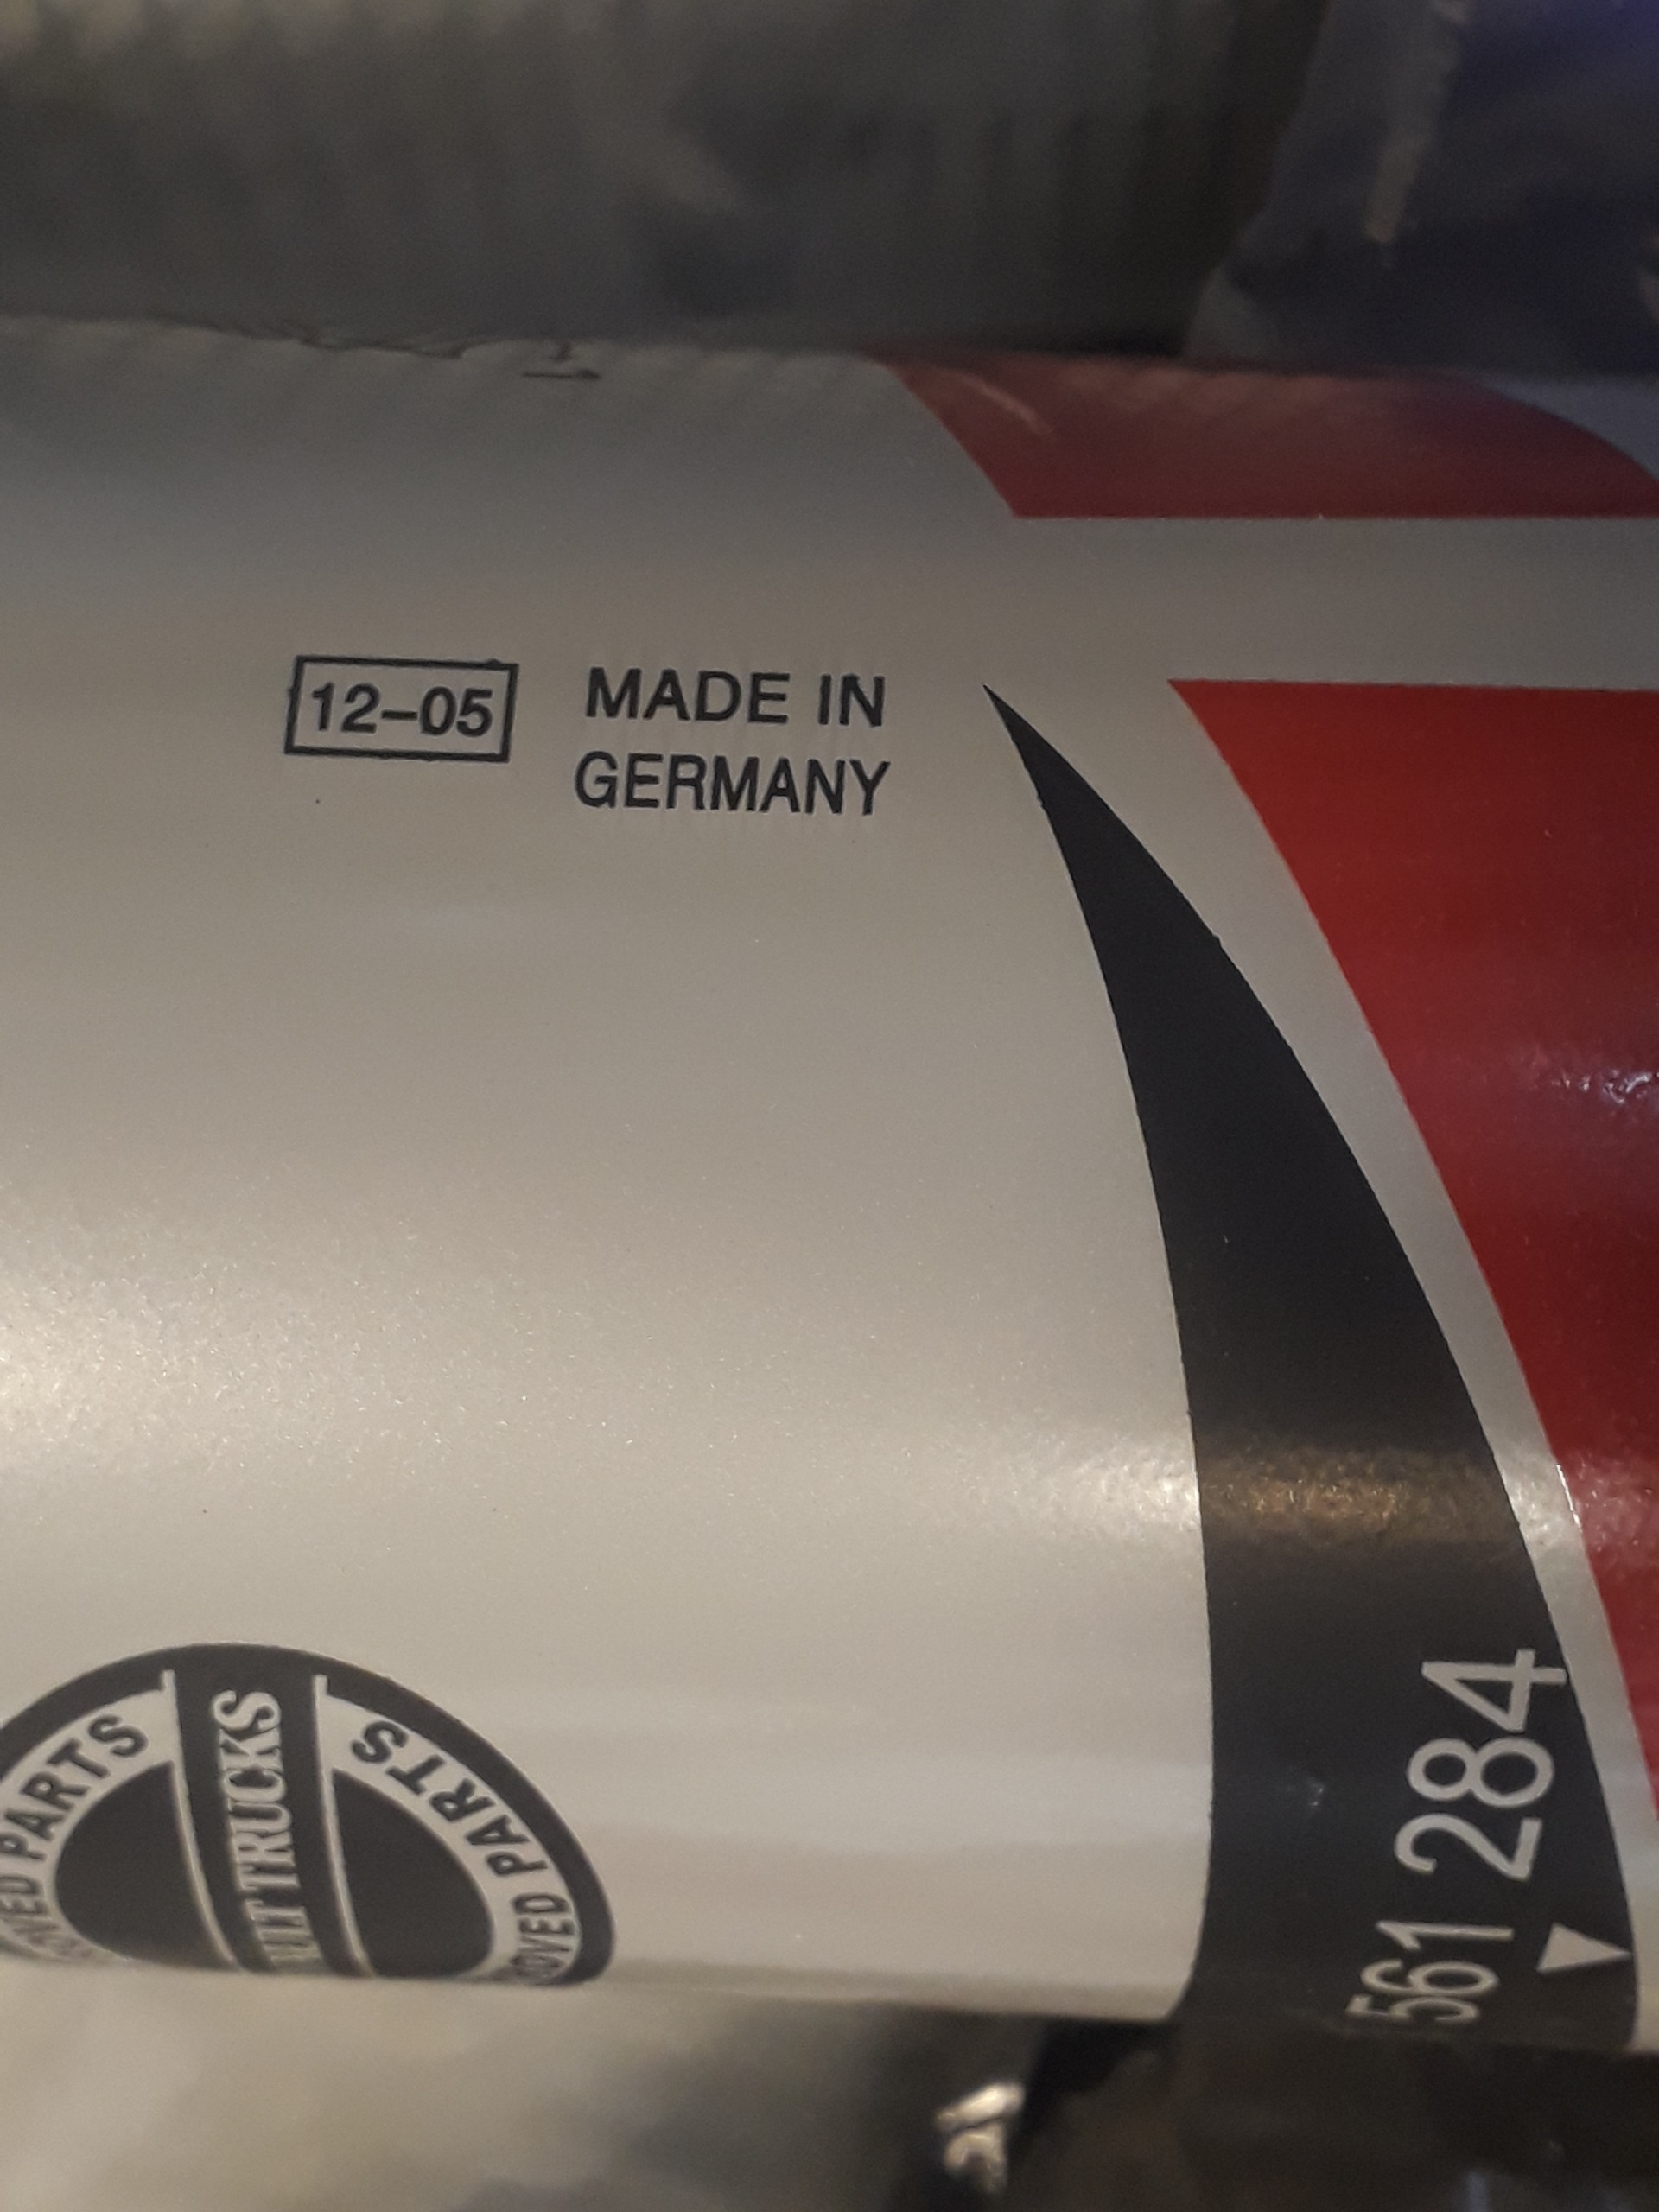 12–05
MADE IN
GERMANY
PARTS
TRUCKS
PARTS
561 284